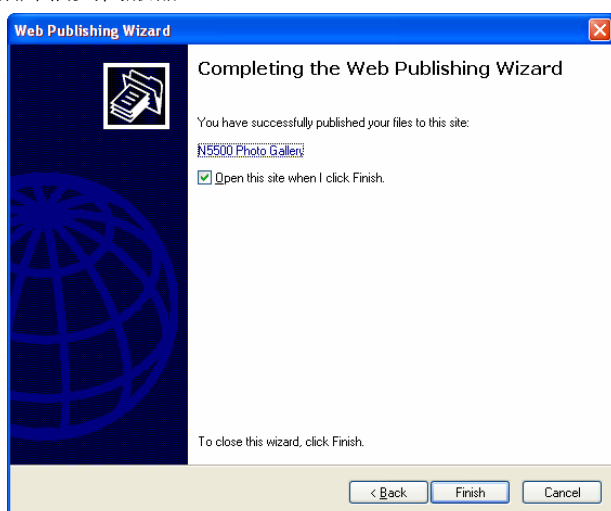 Web Publishing Wizard
Completing the Web Publishing Wizard
You have successfully published your files to this site:
N5500 Photo Gallery
Open this site when I click Finish.
To close this wizard, click Finish.
< Back Finish Cancel